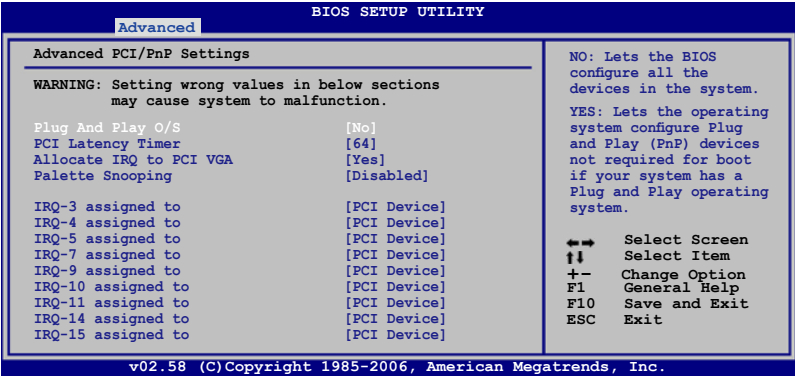 BIOS SETUP UTILITY
Advanced
Advanced PCI/PnP Settings
WARNING: Setting wrong values in below sections
may cause system to malfunction.
Plug And Play O/S [No]
PCI Latency Timer [64]
Allocate IRQ to PCI VGA [Yes]
Palette Snooping [Disabled]
IRQ-3 assigned to [PCI Device]
IRQ-4 assigned to [PCI Device]
IRQ-5 assigned to [PCI Device]
IRQ-7 assigned to [PCI Device]
IRQ-9 assigned to [PCI Device]
IRQ-10 assigned to [PCI Device]
IRQ-11 assigned to [PCI Device]
IRQ-14 assigned to [PCI Device]
IRQ-15 assigned to [PCI Device]
NO: Lets the BIOS
configure all the
devices in the system.
YES: Lets the operating
system configure Plug
and Play (PnP) devices
not required for boot
if your system has a
Plug and Play operating
system.
←→ Select Screen
↑↓ Select Item
+- Change Option
F1 General Help
F10 Save and Exit
ESC Exit
v02.58 (C)Copyright 1985-2006, American Megatrends, Inc.